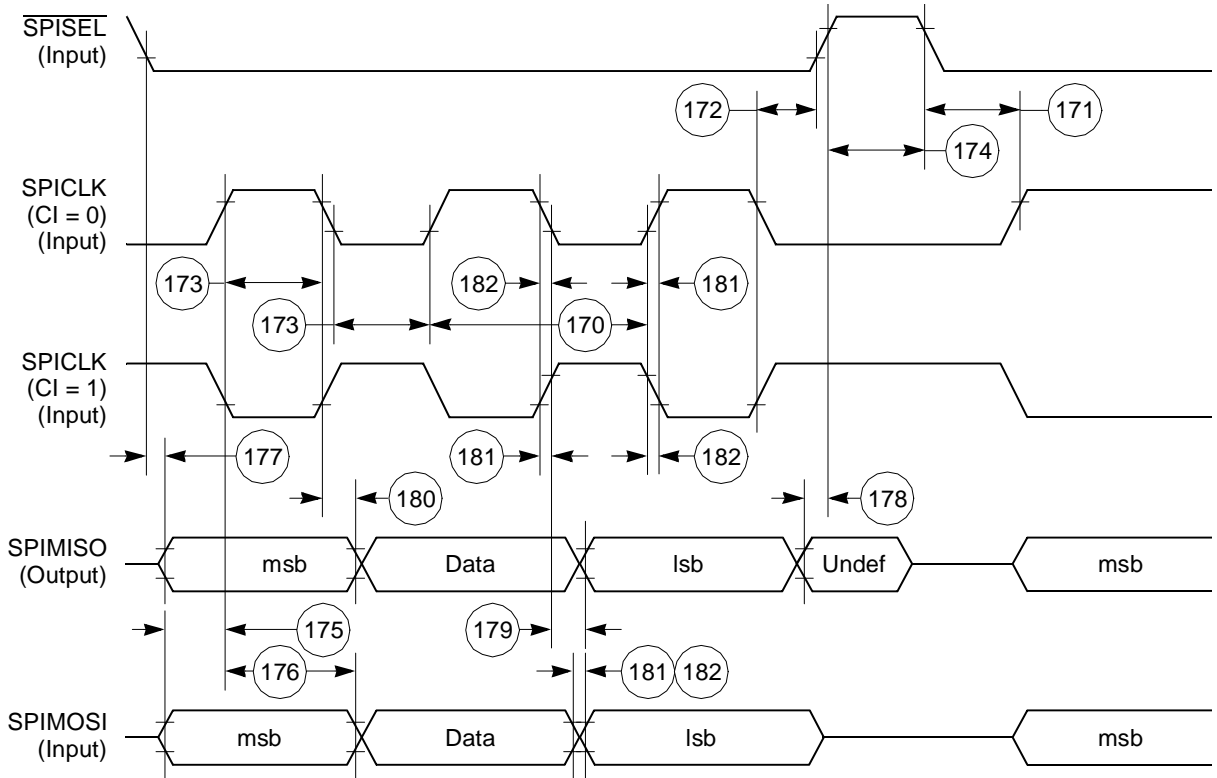 SPISEL
(Input)
172
171
174
SPICLK
(CI = 0)
(Input)
173
182
181
173
170
SPICLK
(CI = 1)
(Input)
177
181
182
180
178
SPIMISO
(Output)
msb
Data
lsb
Undef
msb
175
179
176
181
182
SPIMOSI
(Input)
msb
Data
lsb
msb